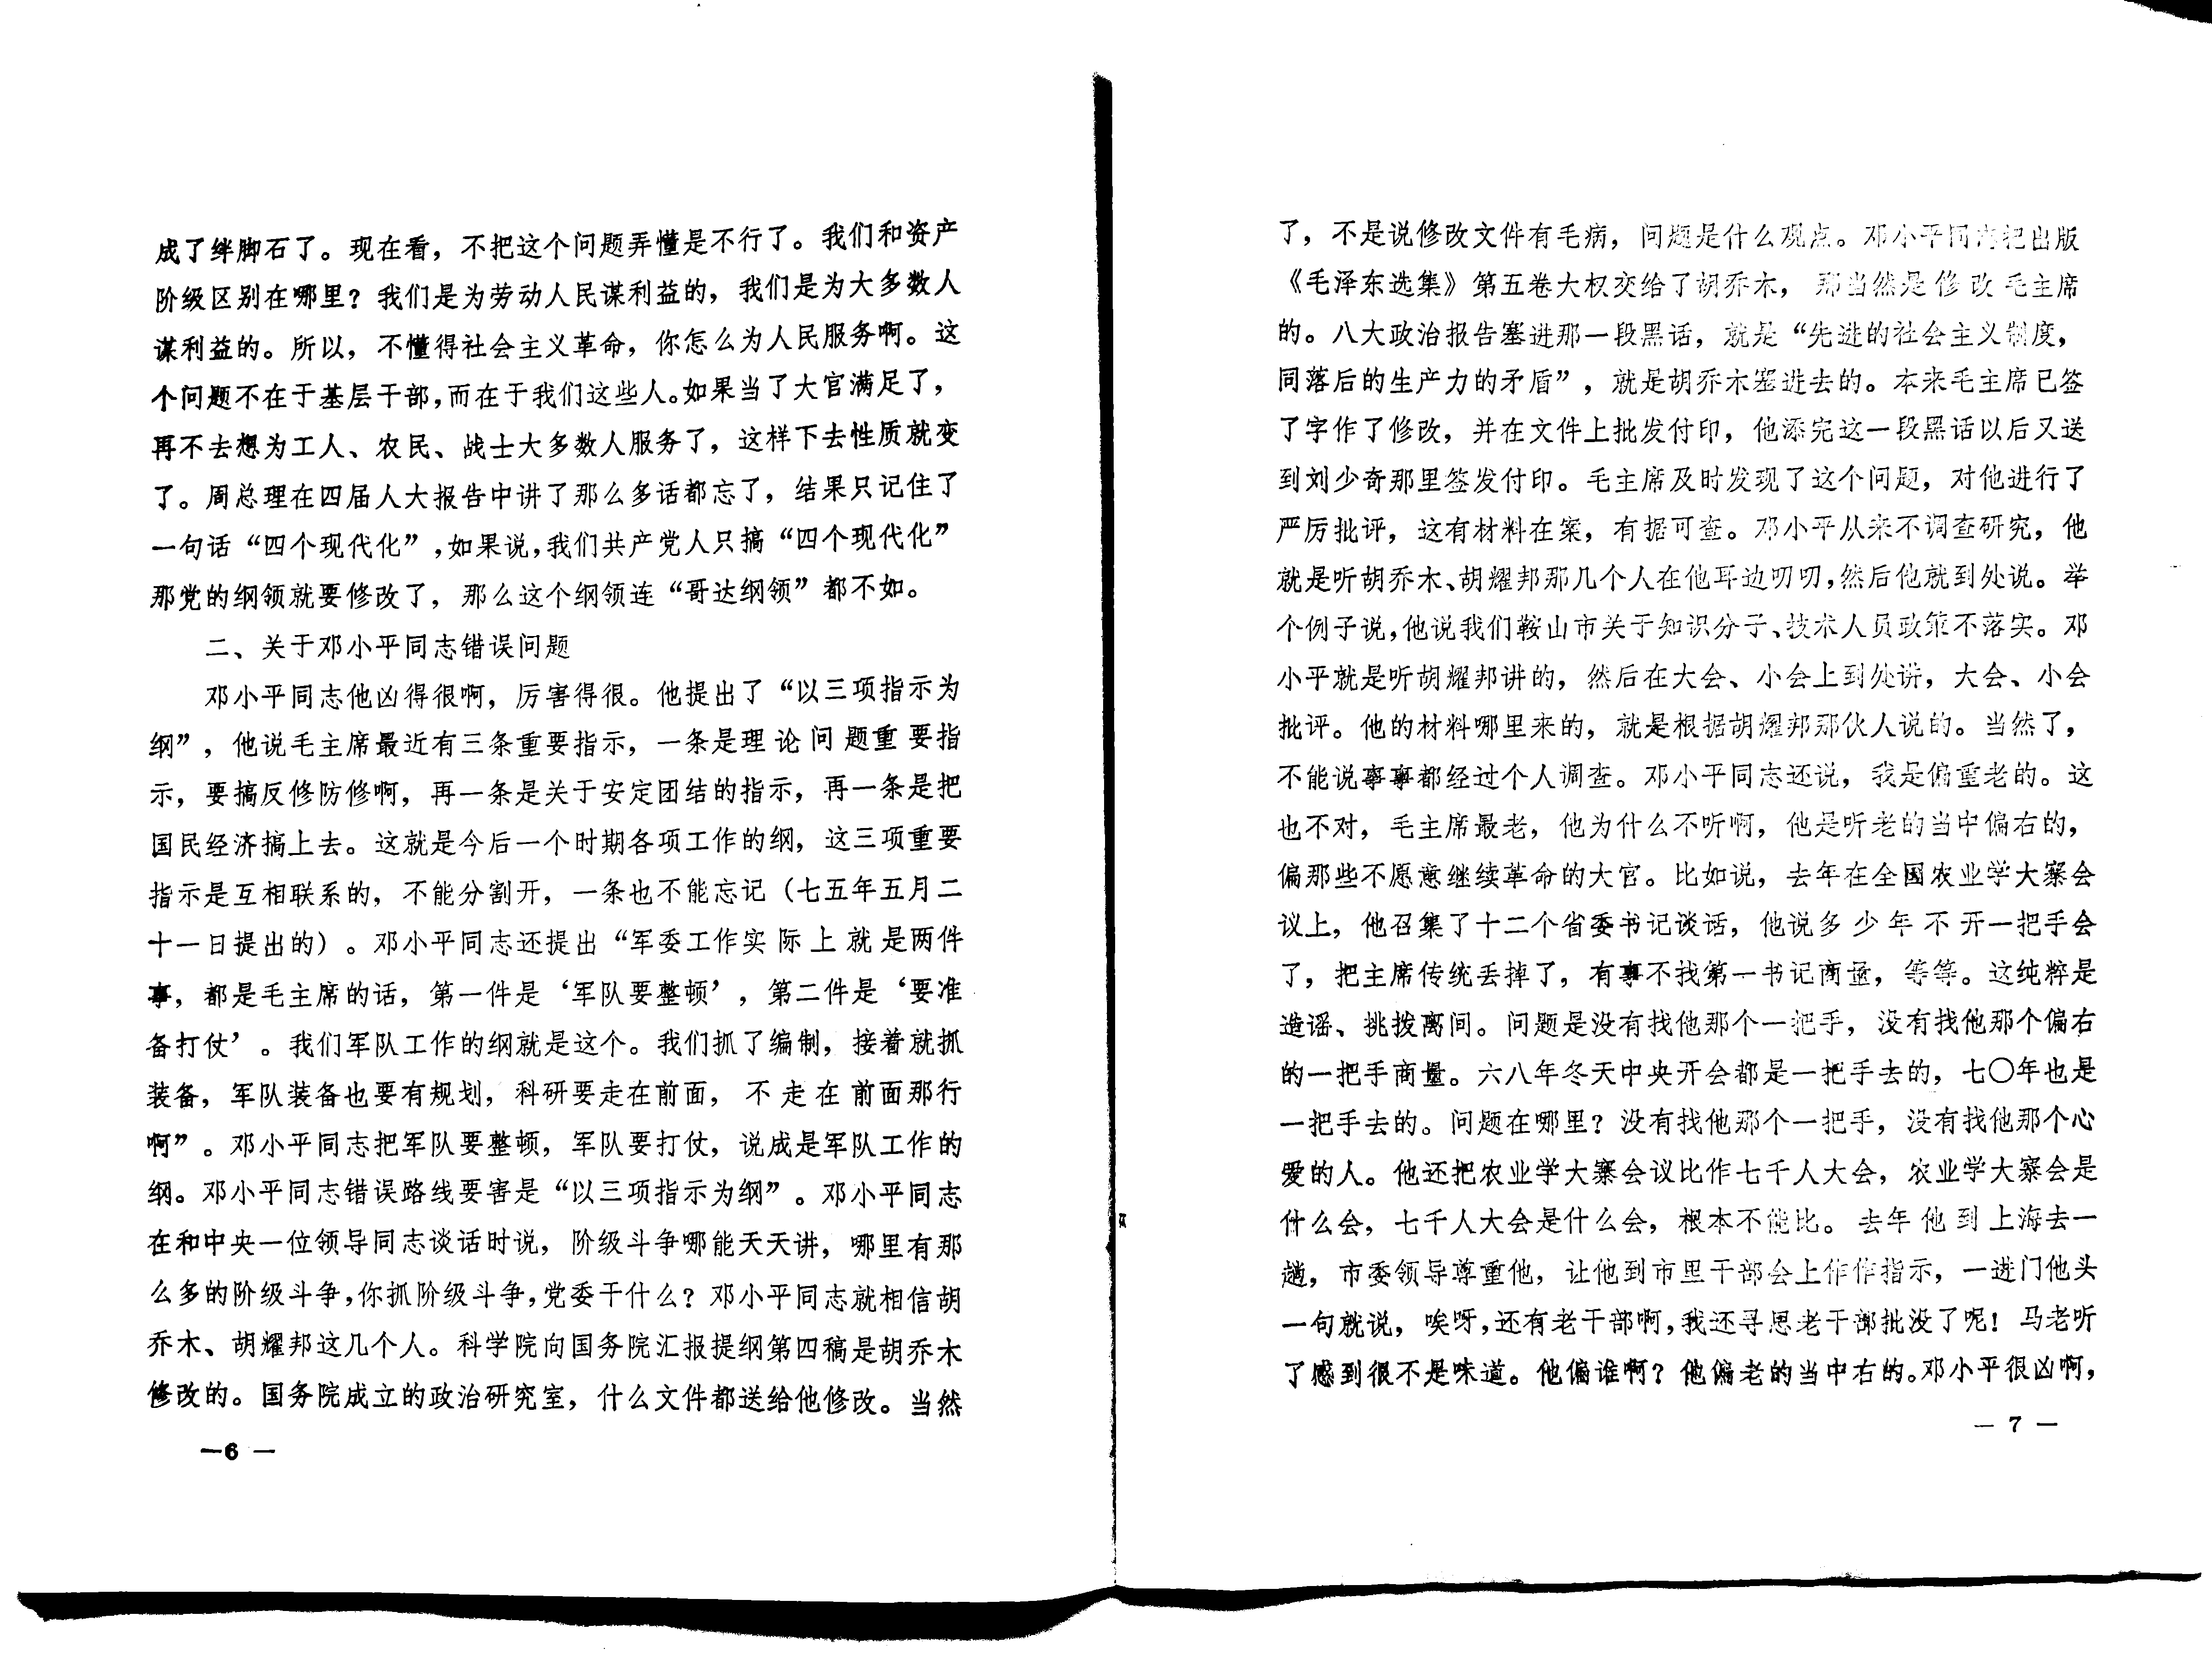 成了绊脚石了。现在看，不把这个问题弄懂是不行了。我们和资产
阶级区别在哪里？我们是为劳动人民谋利益的，我们是为大多数人
谋利益的。所以，不懂得社会主义革命，你怎么为人民服务啊。这
个问题不在于基层干部，而在于我们这些人。如果当了大官满足了，
再不去想为工人、农民、战士大多数人服务了，这样下去性质就变
了。周总理在四届人大报告中讲了那么多话都忘了，结果只记住了
一句话“四个现代化”，如果说，我们共产党人只搞“四个现代化”
那党的纲领就要修改了，那么这个纲领连“哥达纲领”都不如。
二、关于邓小平同志错误问题
邓小平同志他凶得很啊，厉害得很。他提出了“以三项指示为
纲”，他说毛主席最近有三条重要指示，一条是理论问题重要指
示，要搞反修防修啊，再一条是关于安定团结的指示，再一条是把
国民经济搞上去。这就是今后一个时期各项工作的纲，这三项重要
指示是互相联系的，不能分割开，一条也不能忘记（七五年五月二
十一日提出的）。邓小平同志还提出“军委工作实际上就是两件
事，都是毛主席的话，第一件是‘军队要整顿’，第二件是‘要准
备打仗’。我们军队工作的纲就是这个。我们抓了编制，接着就抓
装备，军队装备也要有规划，科研要走在前面，不走在前面那行
啊”。邓小平同志把军队要整顿，军队要打仗，说成是军队工作的
纲。邓小平同志错误路线要害是“以三项指示为纲”。邓小平同志
在和中央一位领导同志谈话时说，阶级斗争哪能天天讲，哪里有那
么多的阶级斗争，你抓阶级斗争，党委干什么？邓小平同志就相信胡
乔木、胡耀邦这几个人。科学院向国务院汇报提纲第四稿是胡乔木
修改的。国务院成立的政治研究室，什么文件都送给他修改。当然
—6—
了，不是说修改文件有毛病，问题是什么观点。邓小平同志把出版
《毛泽东选集》第五卷大权交给了胡乔木，那当然是修改毛主席
的。八大政治报告塞进那一段黑话，就是“先进的社会主义制度，
同落后的生产力的矛盾”，就是胡乔木塞进去的。本来毛主席已签
了字作了修改，并在文件上批发付印，他添完这一段黑话以后又送
到刘少奇那里签发付印。毛主席及时发现了这个问题，对他进行了
严厉批评，这有材料在案，有据可查。邓小平从来不调查研究，他
就是听胡乔木、胡耀邦那几个人在他耳边叨叨，然后他就到处说。举
个例子说，他说我们鞍山市关于知识分子、技术人员政策不落实。邓
小平就是听胡耀邦讲的，然后在大会、小会上到处讲，大会、小会
批评。他的材料哪里来的，就是根据胡耀邦那伙人说的。当然了，
不能说事事都经过个人调查。邓小平同志还说，我是偏重老的。这
也不对，毛主席最老，他为什么不听啊，他是听老的当中偏右的，
偏那些不愿意继续革命的大官。比如说，去年在全国农业学大寨会
议上，他召集了十二个省委书记谈话，他说多少年不开一把手会
了，把主席传统丢掉了，有事不找第一书记商量，等等。这纯粹是
造谣、挑拨离间。问题是没有找他那个一把手，没有找他那个偏右
的一把手商量。六八年冬天中央开会都是一把手去的，七〇年也是
一把手去的。问题在哪里？没有找他那个一把手，没有找他那个心
爱的人。他还把农业学大寨会议比作七千人大会，农业学大寨会是
什么会，七千人大会是什么会，根本不能比。去年他到上海去一
趟，市委领导尊重他，让他到市里干部会上作作指示，一进门他头
一句就说，唉呀，还有老干部啊，我还寻思老干部批没了呢！马老听
了感到很不是味道。他偏谁啊？他偏老的当中右的。邓小平很凶啊，
—7—